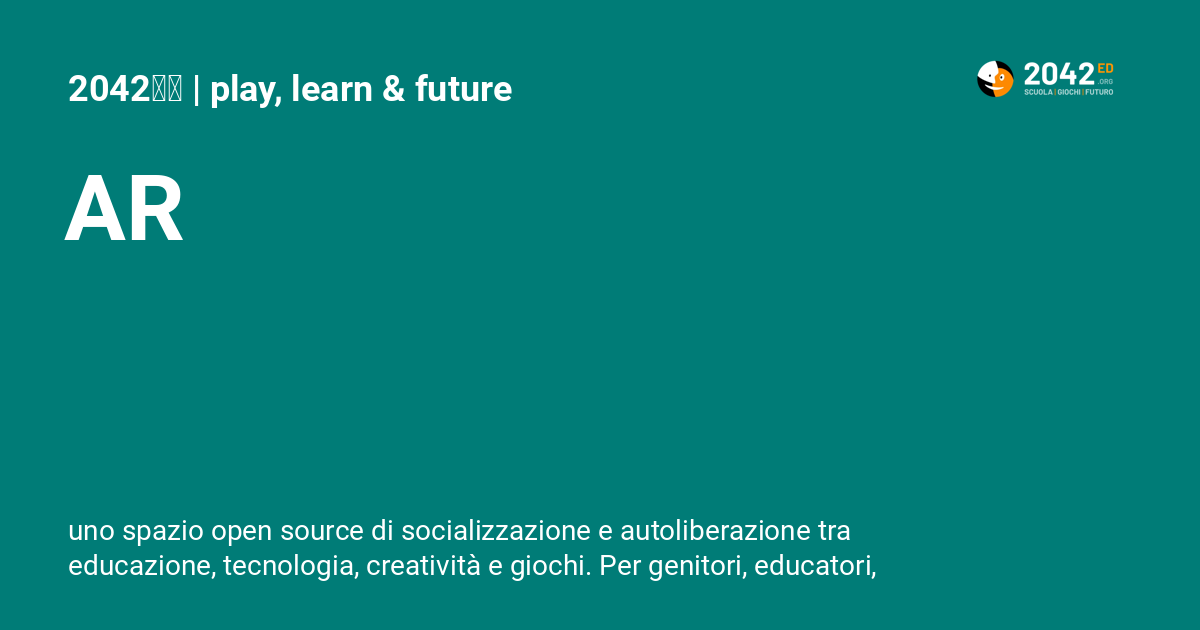 2042 | play, learn & future
2042 ED
.ORG
SCUOLA | GIOCHI | FUTURO
AR
uno spazio open source di socializzazione e autoliberazione tra
educazione, tecnologia, creatività e giochi. Per genitori, educatori,